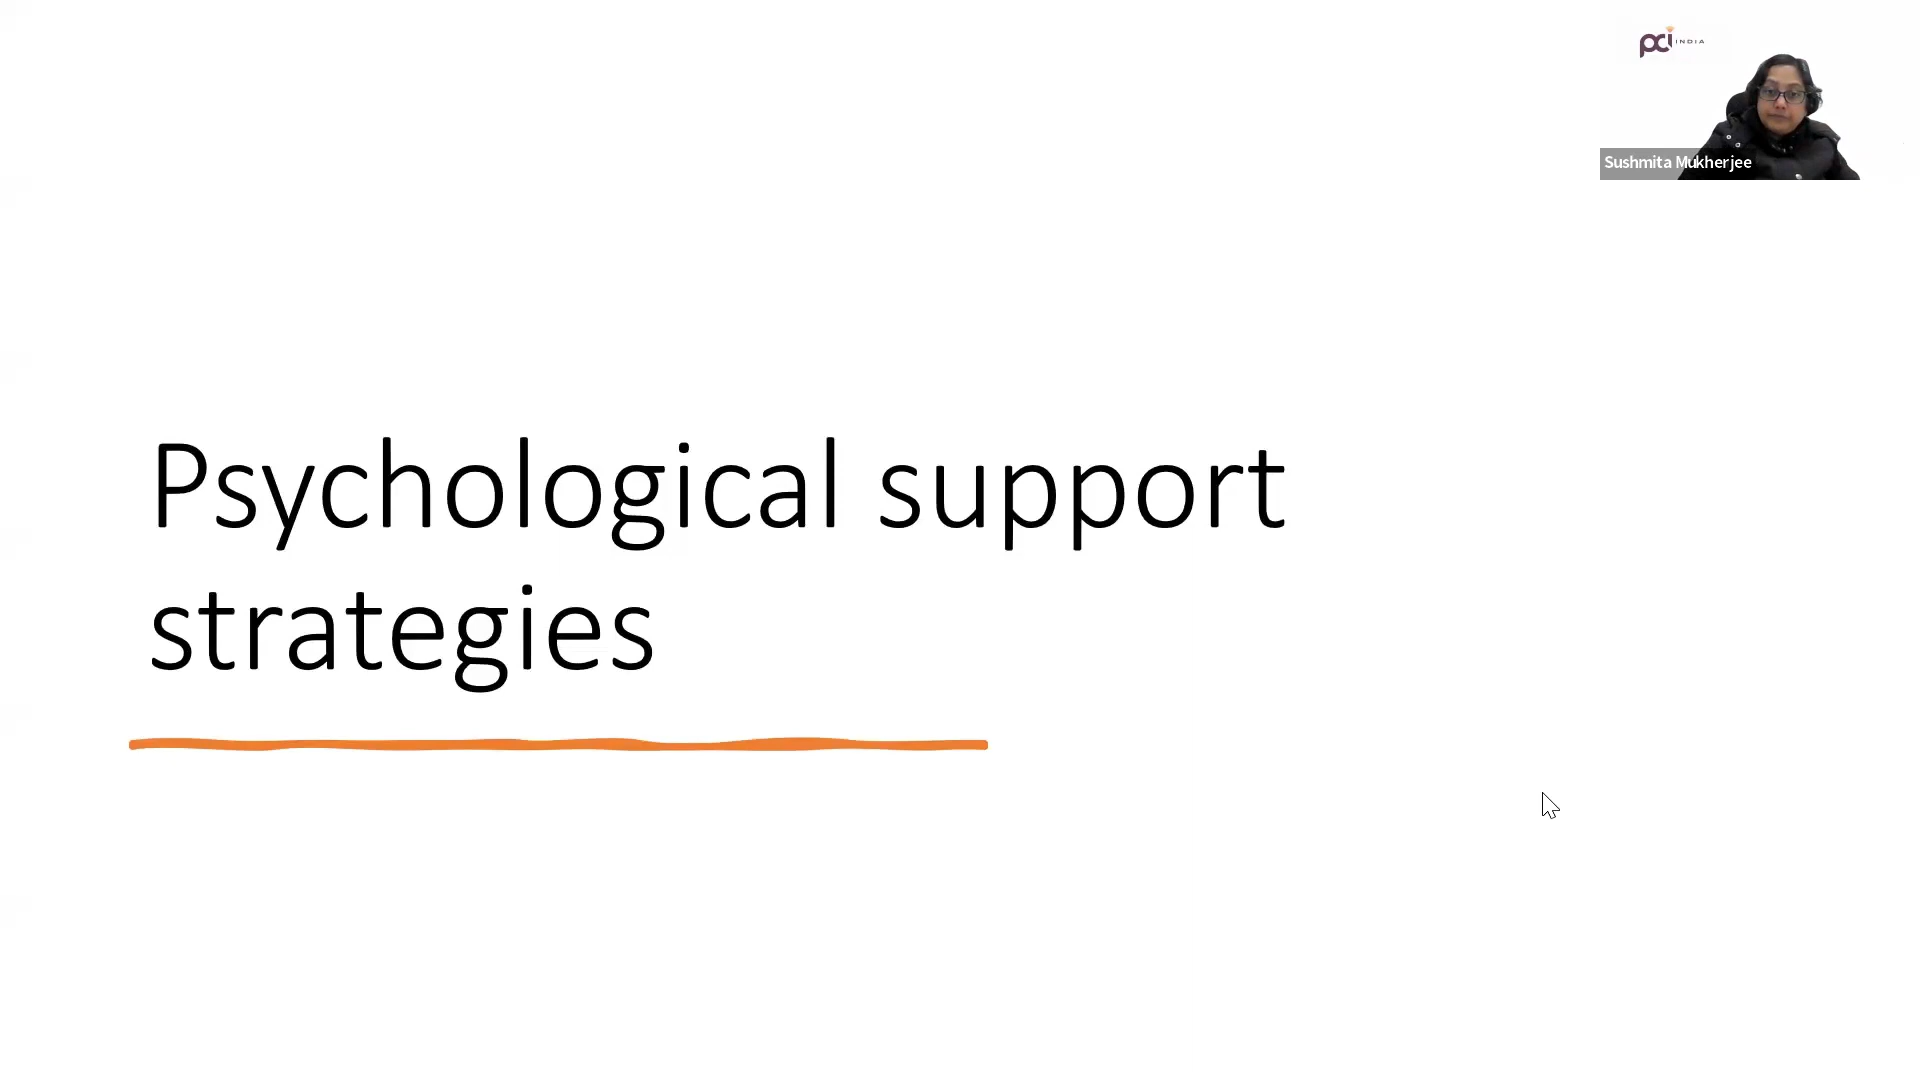 pci INDIA
Sushmita Mukherjee
Psychological support
strategies